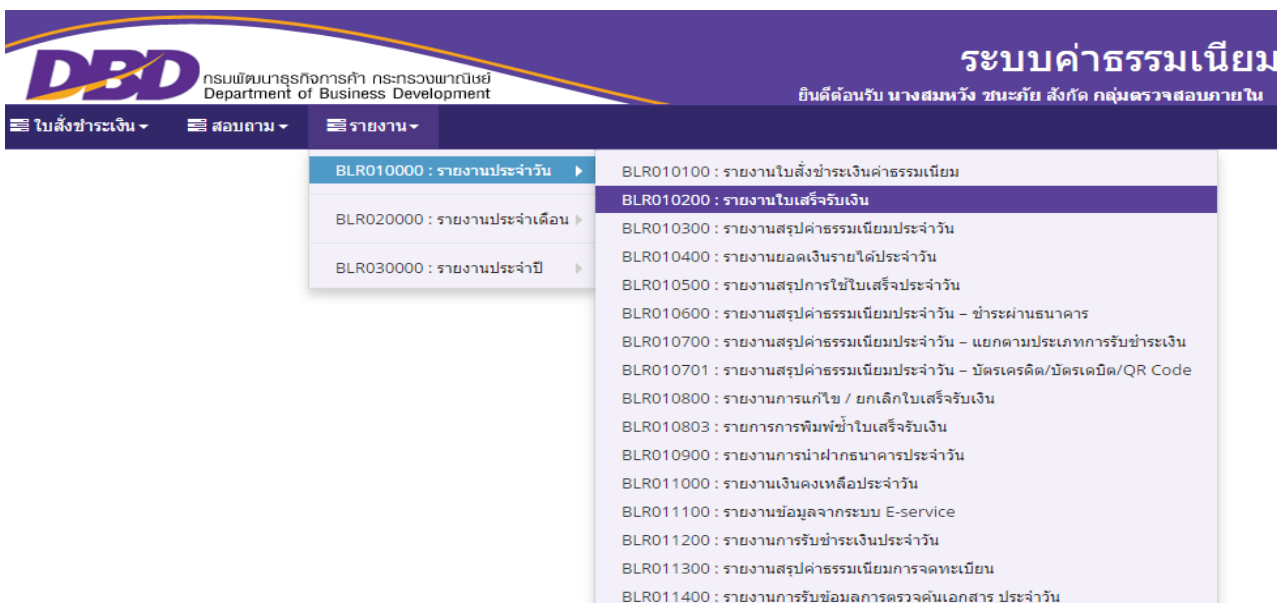 DBD
กรมพัฒนาธุรกิจการค้า กระทรวงพาณิชย์
Department of Business Development
ระบบค่าธรรมเนียม
ยินดีต้อนรับ นางสมหวัง ชนะภัย สังกัด กลุ่มตรวจสอบภายใน
ใบสั่งชำระเงิน สอบถาม รายงาน
BLR010000 : รายงานประจำวัน
BLR020000 : รายงานประจำเดือน
BLR030000 : รายงานประจำปี
BLR010100 : รายงานใบสั่งชำระเงินค่าธรรมเนียม
BLR010200 : รายงานใบเสร็จรับเงิน
BLR010300 : รายงานสรุปค่าธรรมเนียมประจำวัน
BLR010400 : รายงานยอดเงินรายได้ประจำวัน
BLR010500 : รายงานสรุปการใช้ใบเสร็จประจำวัน
BLR010600 : รายงานสรุปค่าธรรมเนียมประจำวัน – ชำระผ่านธนาคาร
BLR010700 : รายงานสรุปค่าธรรมเนียมประจำวัน – แยกตามประเภทการรับชำระเงิน
BLR010701 : รายงานสรุปค่าธรรมเนียมประจำวัน – บัตรเครดิต/บัตรเดบิต/QR Code
BLR010800 : รายงานการแก้ไข / ยกเลิกใบเสร็จรับเงิน
BLR010803 : รายการการพิมพ์ซ้ำใบเสร็จรับเงิน
BLR010900 : รายงานการนำฝากธนาคารประจำวัน
BLR011000 : รายงานเงินคงเหลือประจำวัน
BLR011100 : รายงานข้อมูลจากระบบ E-service
BLR011200 : รายงานการรับชำระเงินประจำวัน
BLR011300 : รายงานสรุปค่าธรรมเนียมการจดทะเบียน
BLR011400 : รายงานการรับข้อมูลการตรวจค้นเอกสาร ประจำวัน